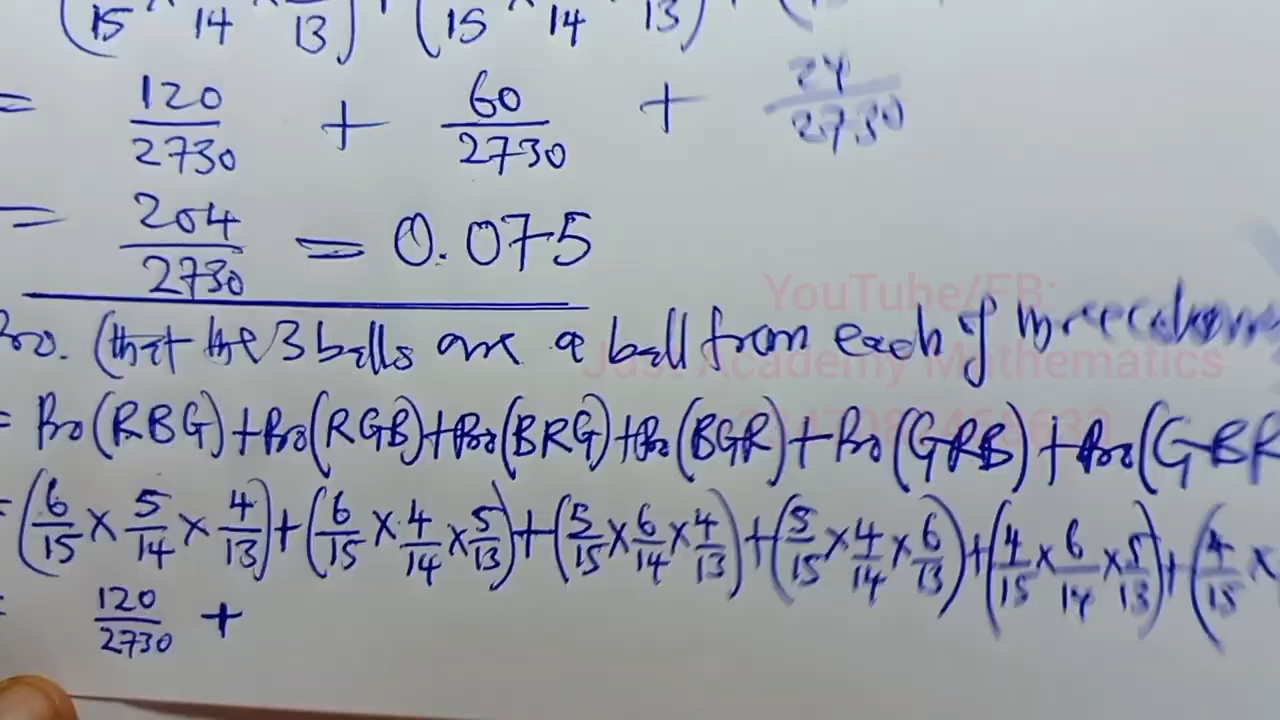 (15 × 14 13) + (15 × 14 13) + (15
= 120/2730 + 60/2730 + 24/2730
= 204/2730 = 0.075
Pro. (that the 3 balls are a ball from each of three colours
= Pro(RBG)+Pro(RGB)+Pro(BRG)+Pro(BGR)+Pro(GRB)+Pro(GBR
= (6/15 × 5/14 × 4/13)+(6/15 × 4/14 × 5/13)+(5/15 × 6/14 × 4/13)+(5/15 × 4/14 × 6/13)+(4/15 × 6/14 × 5/13)+(4/15 ×
= 120/2730 +
YouTube/FB:
Academy Mathematics